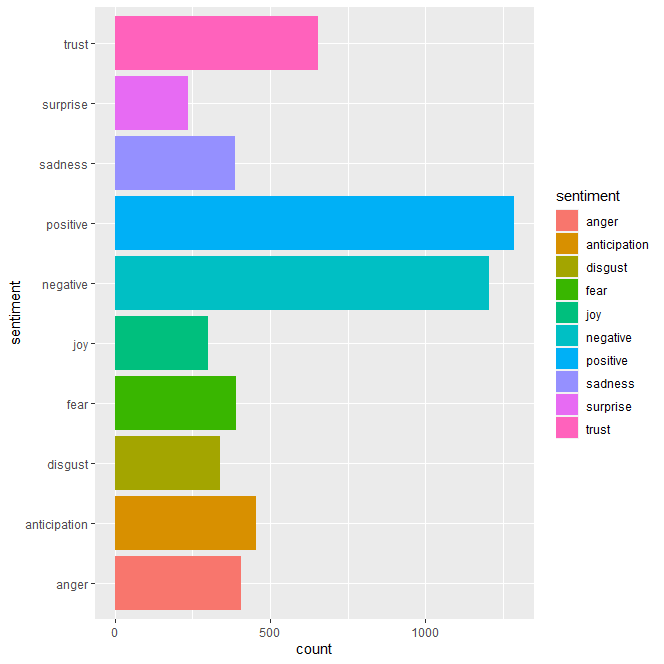 trust
surprise
sadness
positive
negative
joy
fear
disgust
anticipation
anger
sentiment
0 500 1000
count
sentiment
anger
anticipation
disgust
fear
joy
negative
positive
sadness
surprise
trust